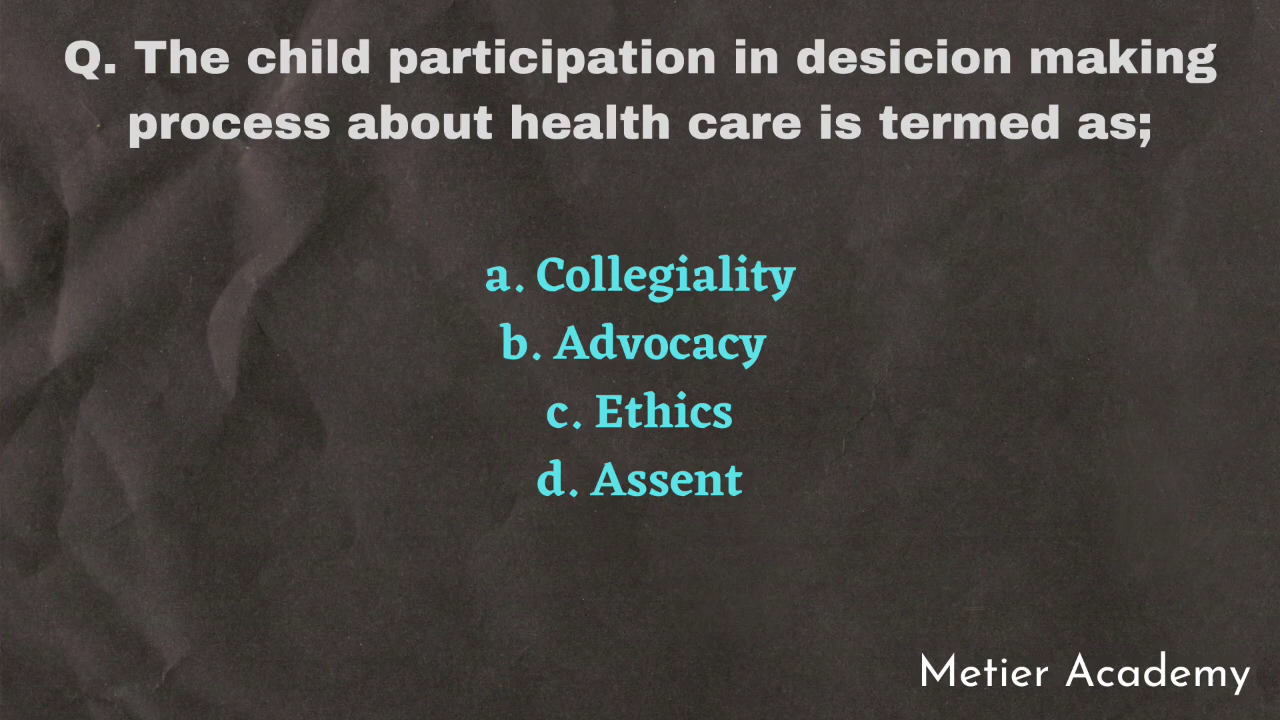 Q. The child participation in desicion making
process about health care is termed as;
a. Collegiality
b. Advocacy
c. Ethics
d. Assent
Metier Academy